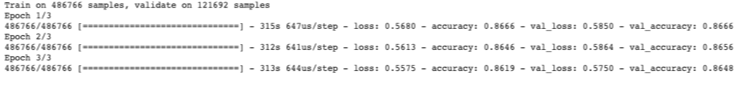 Train on 486766 samples, validate on 121692 samples
Epoch 1/3
486766/486766 [==============================] - 315s 647us/step - loss: 0.5680 - accuracy: 0.8666 - val_loss: 0.5850 - val_accuracy: 0.8666
Epoch 2/3
486766/486766 [==============================] - 312s 641us/step - loss: 0.5613 - accuracy: 0.8646 - val_loss: 0.5864 - val_accuracy: 0.8656
Epoch 3/3
486766/486766 [==============================] - 313s 644us/step - loss: 0.5575 - accuracy: 0.8619 - val_loss: 0.5750 - val_accuracy: 0.8648